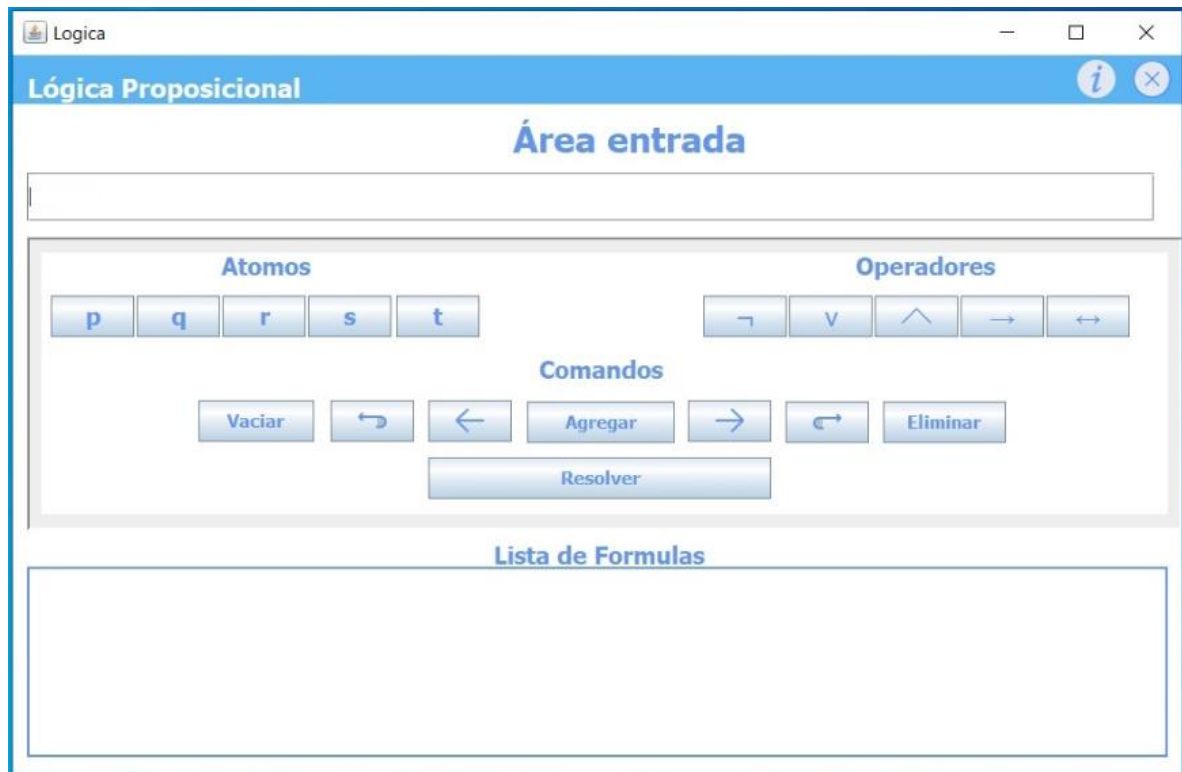 Logica
Lógica Proposicional
Área entrada
Atomos Operadores
p q r s t ¬ v ∧ → ↔
Comandos
Vaciar ← Agregar → Eliminar
Resolver
Lista de Formulas